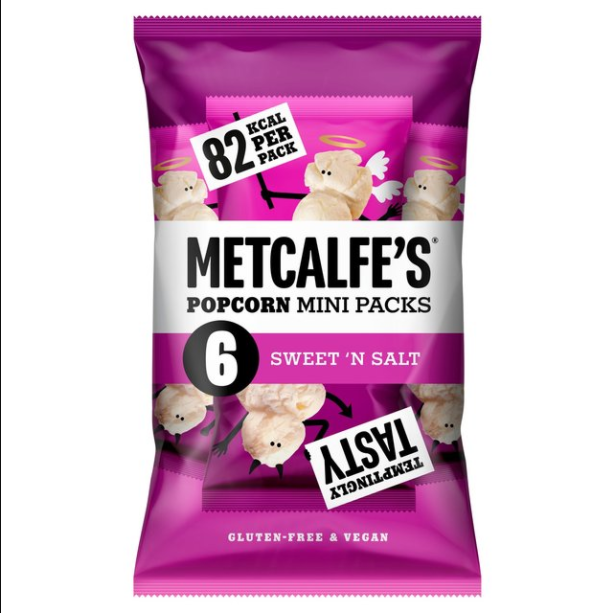 82 KCAL
PER
PACK
METCALFE'S®
POPCORN MINI PACKS
6 SWEET 'N SALT
TEMPTINGLY
TASTY
GLUTEN-FREE & VEGAN